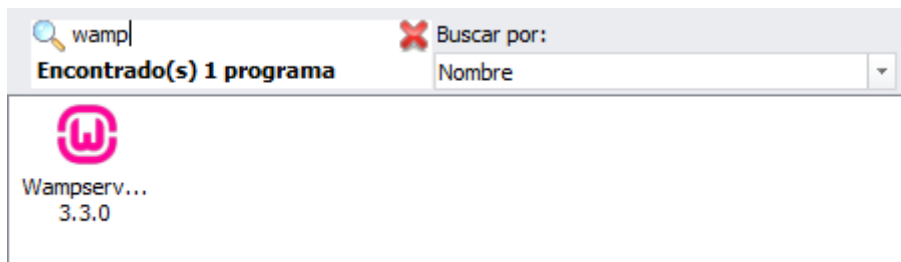 wamp
Buscar por:
Encontrado(s) 1 programa
Nombre
Wampserv...
3.3.0